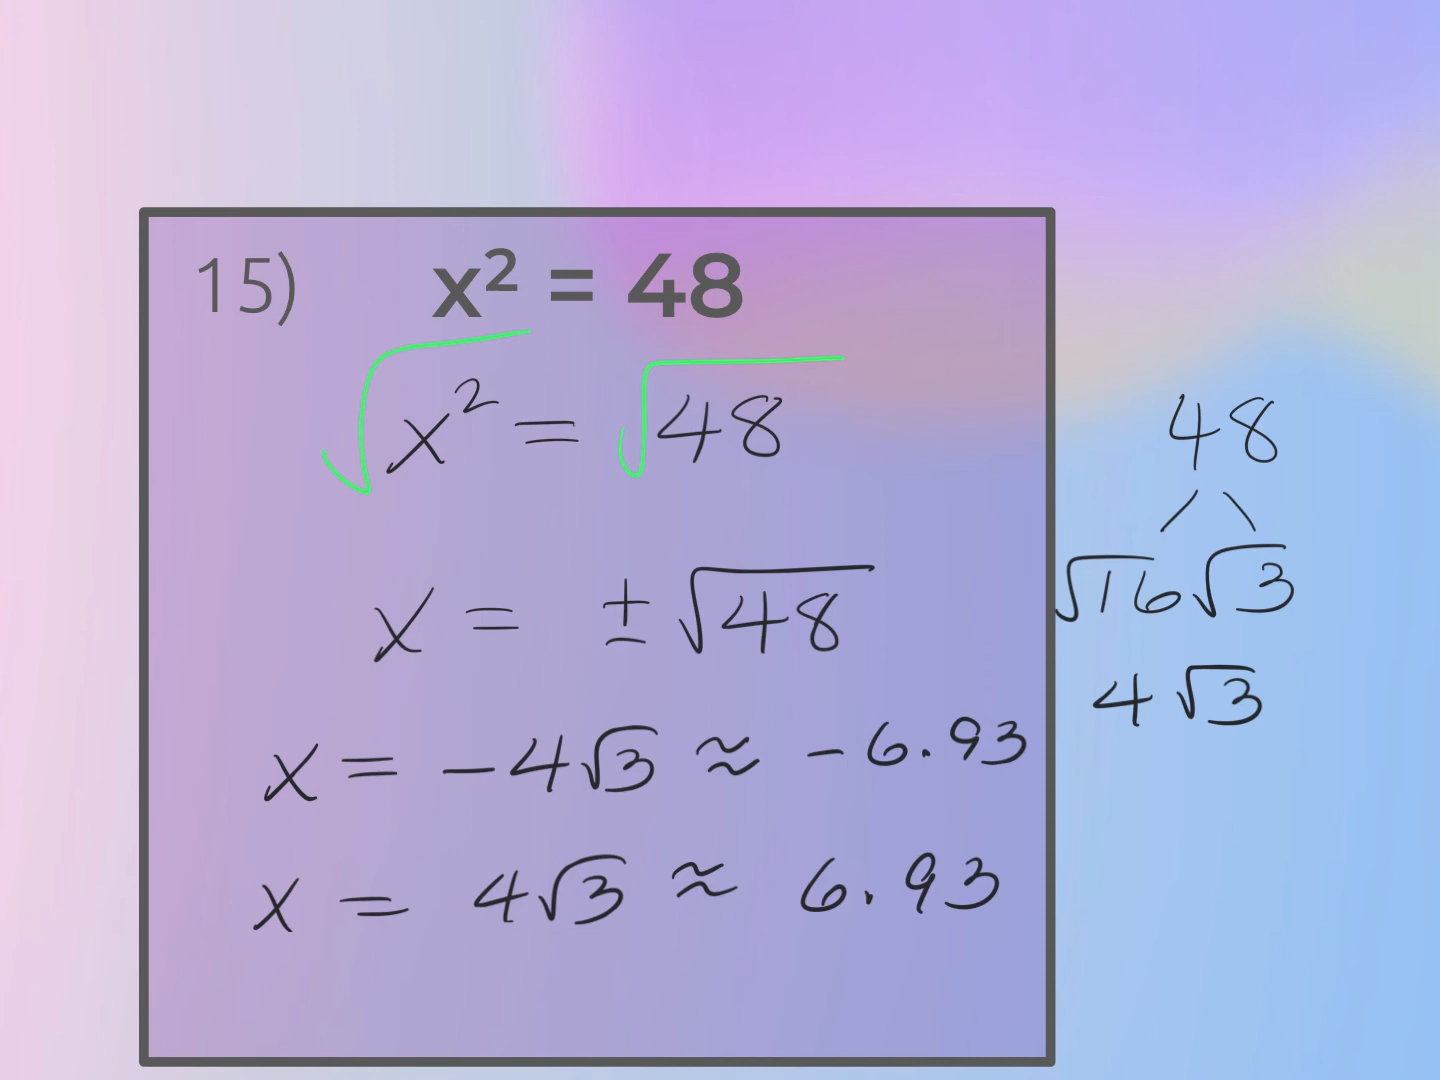 15) x² = 48
√x² = √48
x = ±√48
x = -4√3 ≈ -6.93
x = 4√3 ≈ 6.93
48
√16 √3
4√3